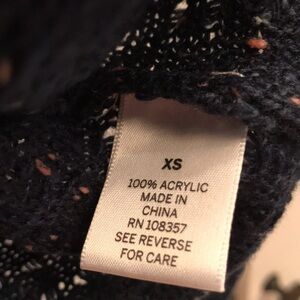 XS
100% ACRYLIC
MADE IN
CHINA
RN 108357
SEE REVERSE
FOR CARE